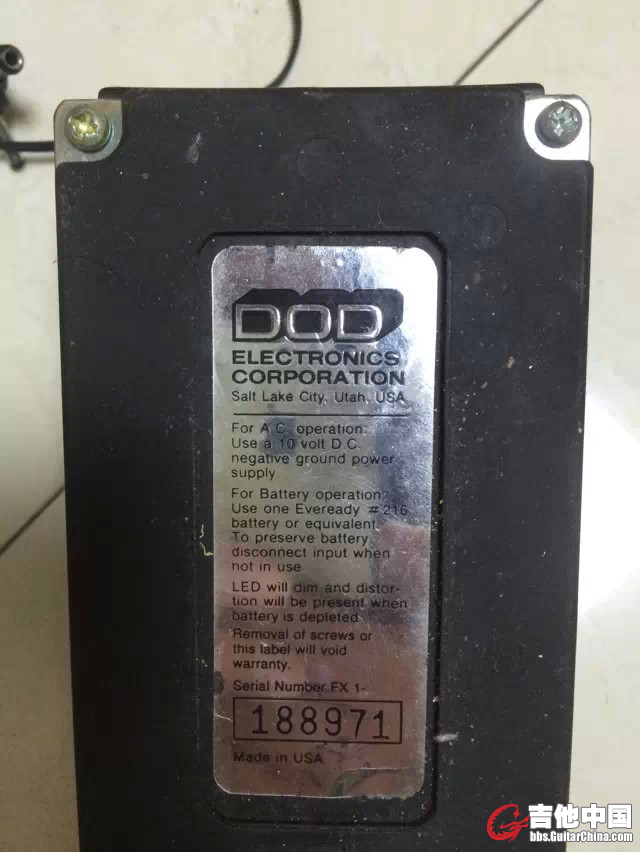 DOD
ELECTRONICS
CORPORATION
Salt Lake City, Utah, USA
For A.C. operation:
Use a 10 volt D.C.
negative ground power
supply.
For Battery operation:
Use one Eveready #216
battery or equivalent.
To preserve battery
disconnect input when
not in use.
LED will dim and distor-
tion will be present when
battery is depleted.
Removal of screws or
this label will void
warranty.
Serial Number FX 1-
188971
Made in USA
吉他中国
bbs.GuitarChina.com